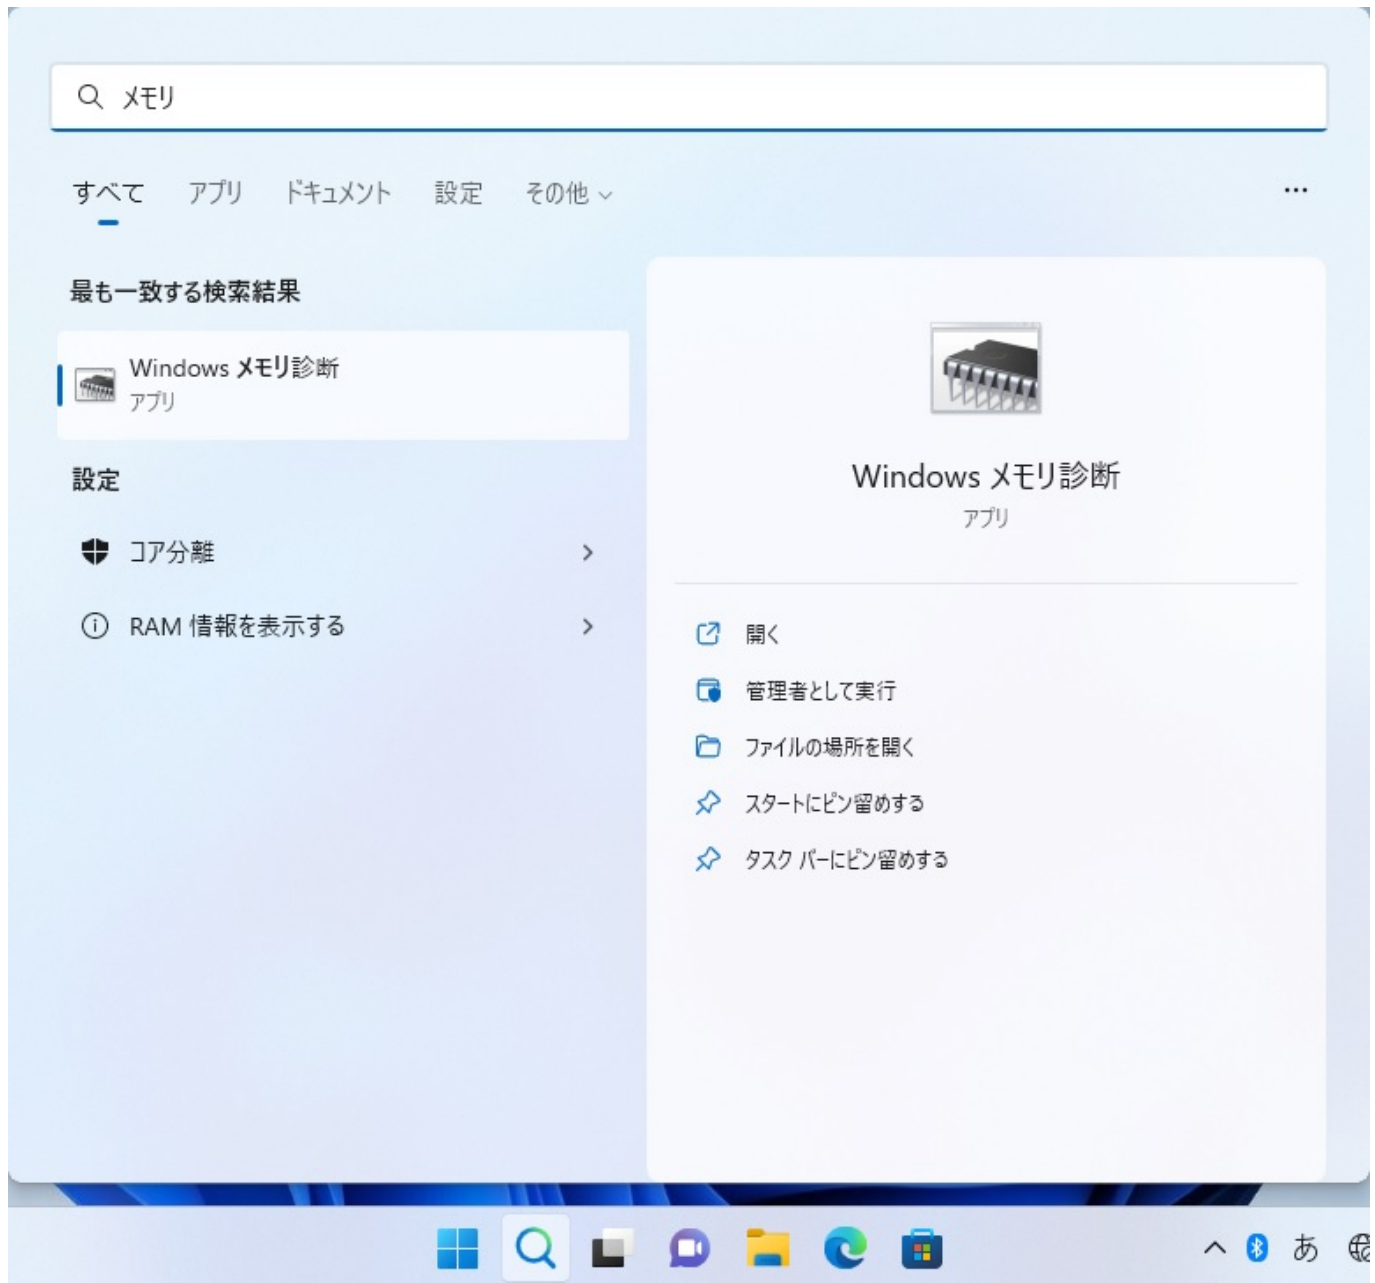 メモリ
すべて アプリ ドキュメント 設定 その他
最も一致する検索結果
Windows メモリ診断
アプリ
設定
コア分離
RAM 情報を表示する
Windows メモリ診断
アプリ
開く
管理者として実行
ファイルの場所を開く
スタートにピン留めする
タスク バーにピン留めする
あ